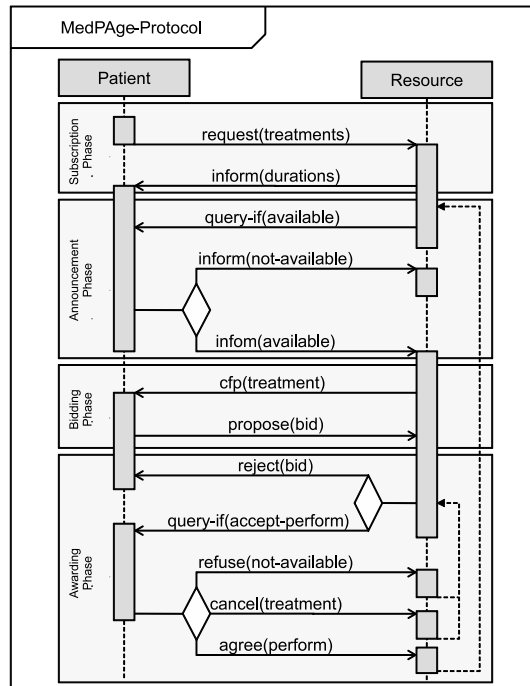 MedPAge-Protocol
Patient
Resource
Subscription
Phase
request(treatments)
inform(durations)
Announcement
Phase
query-if(available)
inform(not-available)
infom(available)
Bidding
Phase
cfp(treatment)
propose(bid)
Awarding
Phase
reject(bid)
query-if(accept-perform)
refuse(not-available)
cancel(treatment)
agree(perform)